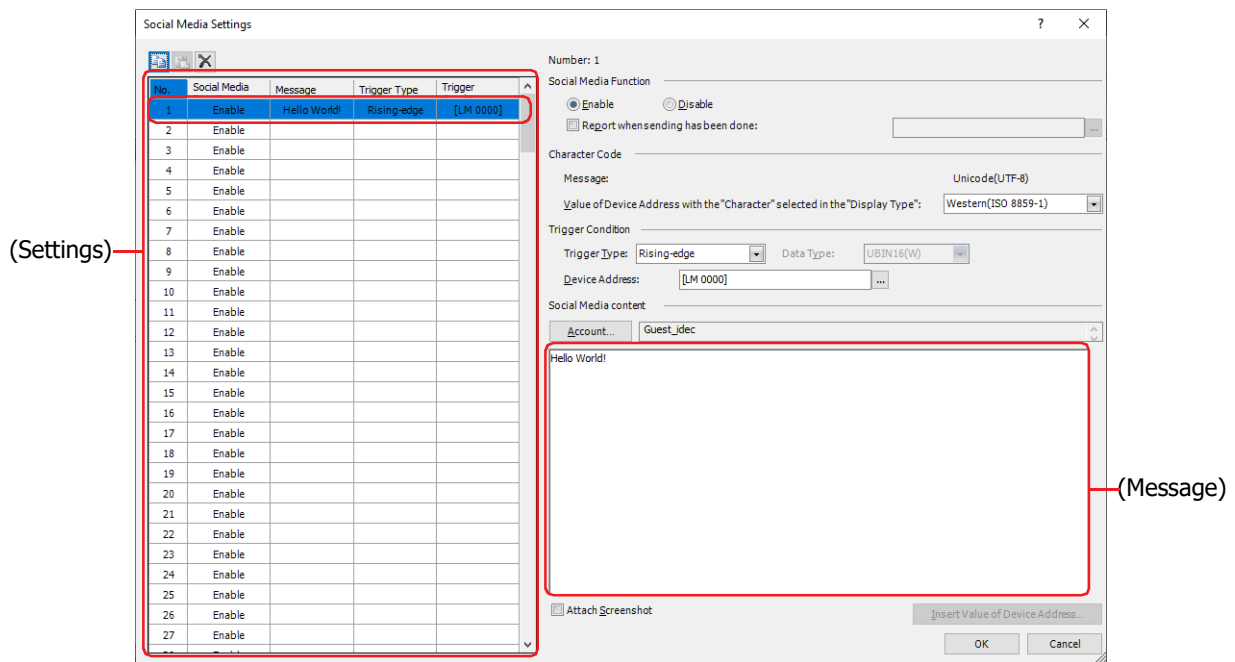 Social Media Settings ? ×
No. Social Media Message Trigger Type Trigger
1 Enable Hello World! Rising-edge [LM 0000]
2 Enable
3 Enable
4 Enable
5 Enable
6 Enable
7 Enable
8 Enable
9 Enable
10 Enable
11 Enable
12 Enable
13 Enable
14 Enable
15 Enable
16 Enable
17 Enable
18 Enable
19 Enable
20 Enable
21 Enable
22 Enable
23 Enable
24 Enable
25 Enable
26 Enable
27 Enable
(Settings)
Number: 1
Social Media Function
Enable Disable
Report when sending has been done: ...
Character Code
Message: Unicode(UTF-8)
Value of Device Address with the "Character" selected in the "Display Type": Western(ISO 8859-1)
Trigger Condition
Trigger Type: Rising-edge Data Type: UBIN16(W)
Device Address: [LM 0000] ...
Social Media content
Account... Guest_idec
Hello World!
(Message)
Attach Screenshot Insert Value of Device Address...
OK Cancel